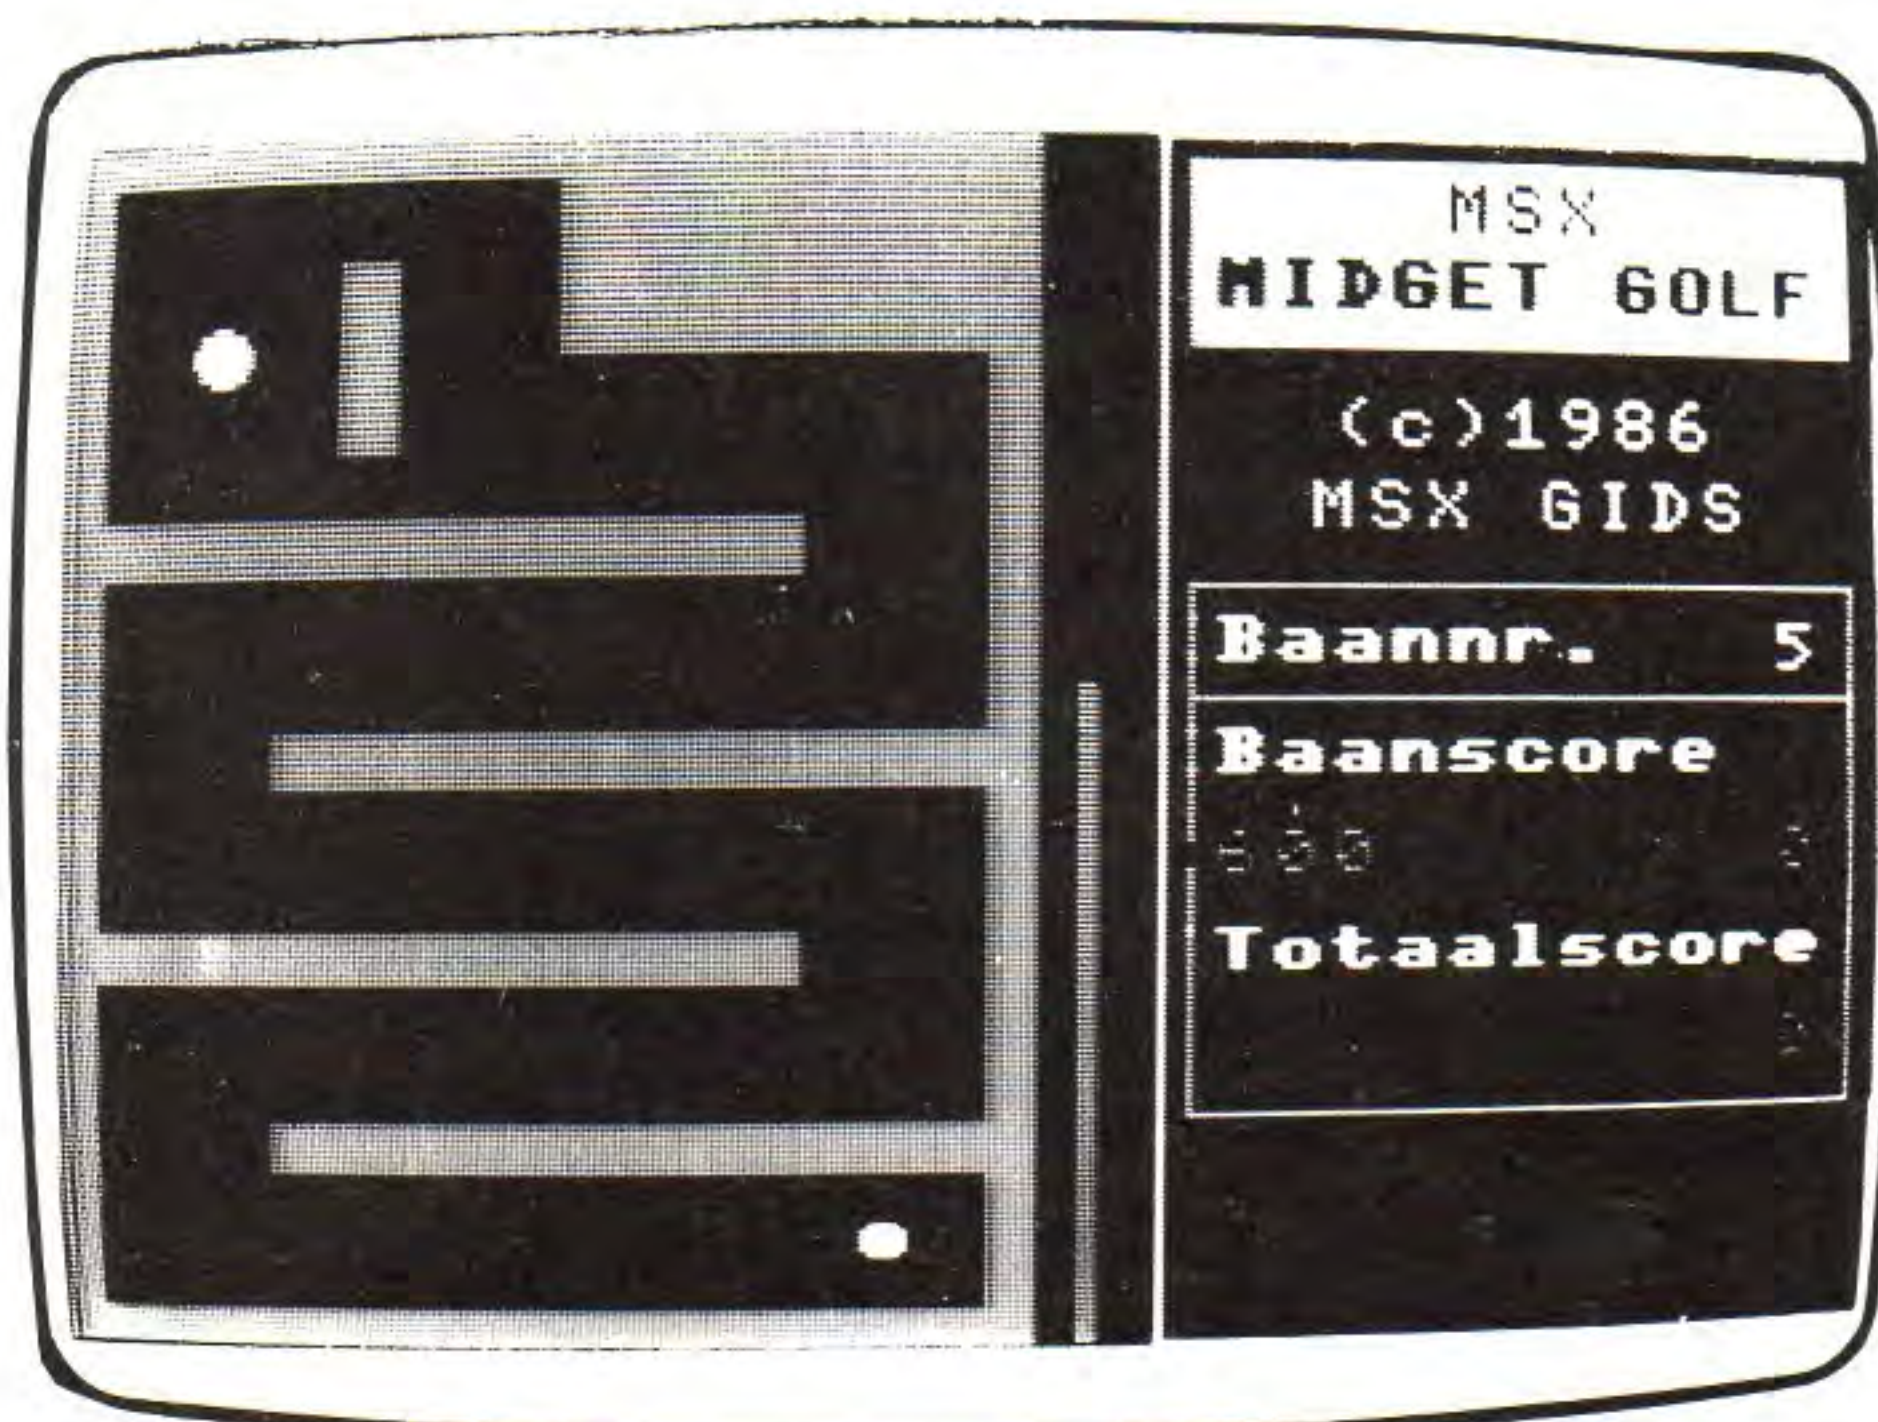 MSX
MIDGET GOLF
(c)1986
MSX GIDS
Baannr. 5
Baanscore
Totaalscore